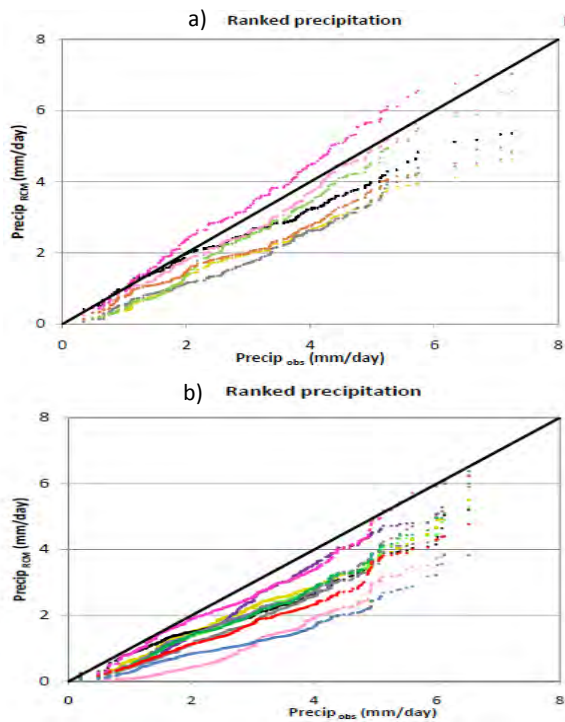 a)
Ranked precipitation
8
6
4
2
0
Precip RCM (mm/day)
0 2 4 6 8
Precip obs (mm/day)
b)
Ranked precipitation
8
6
4
2
0
Precip RCM (mm/day)
0 2 4 6 8
Precip obs (mm/day)